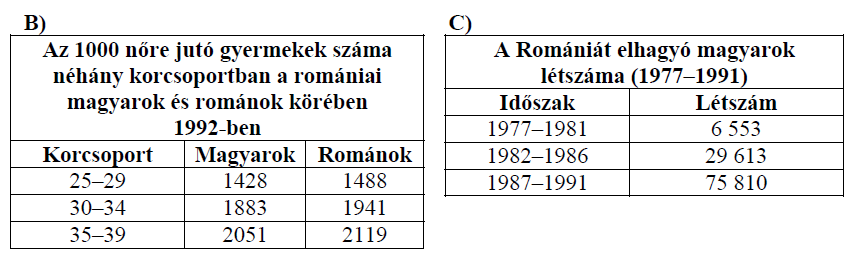 B)
Az 1000 nőre jutó gyermekek száma
néhány korcsoportban a romániai
magyarok és románok körében
1992-ben
Korcsoport Magyarok Románok
25–29 1428 1488
30–34 1883 1941
35–39 2051 2119
C)
A Romániát elhagyó magyarok
létszáma (1977–1991)
Időszak Létszám
1977–1981 6 553
1982–1986 29 613
1987–1991 75 810